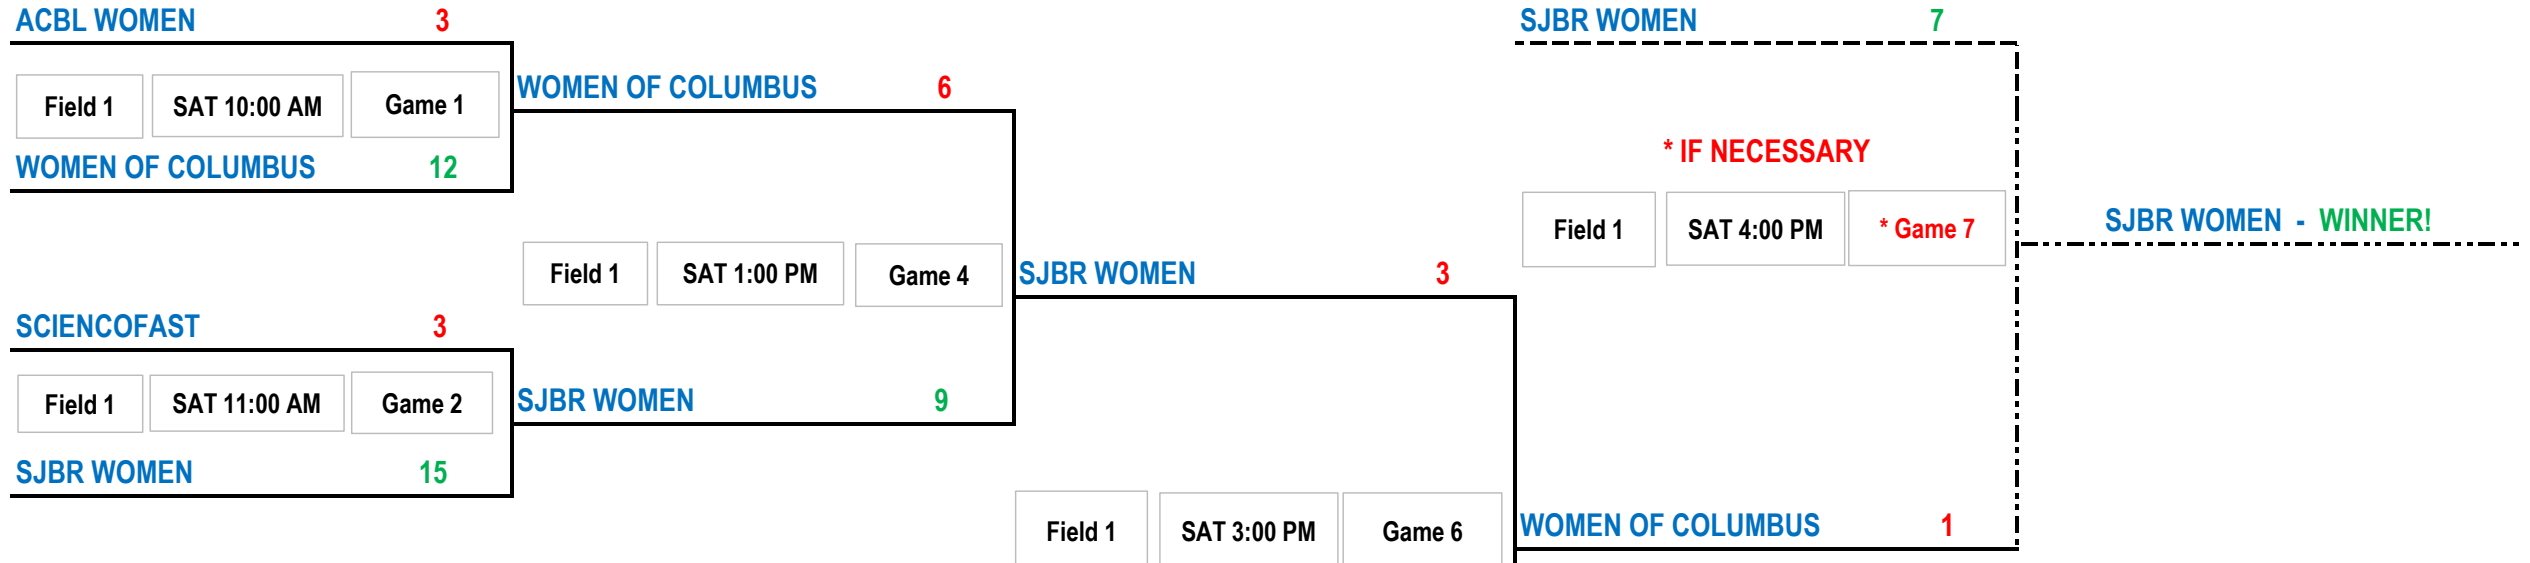 ACBL WOMEN 3
Field 1 SAT 10:00 AM Game 1
WOMEN OF COLUMBUS 12
SCIENCOFAST 3
Field 1 SAT 11:00 AM Game 2
SJBR WOMEN 15
WOMEN OF COLUMBUS 6
Field 1 SAT 1:00 PM Game 4
SJBR WOMEN 9
SJBR WOMEN 3
Field 1 SAT 3:00 PM Game 6
SJBR WOMEN 7
* IF NECESSARY
Field 1 SAT 4:00 PM * Game 7
WOMEN OF COLUMBUS 1
SJBR WOMEN - WINNER!